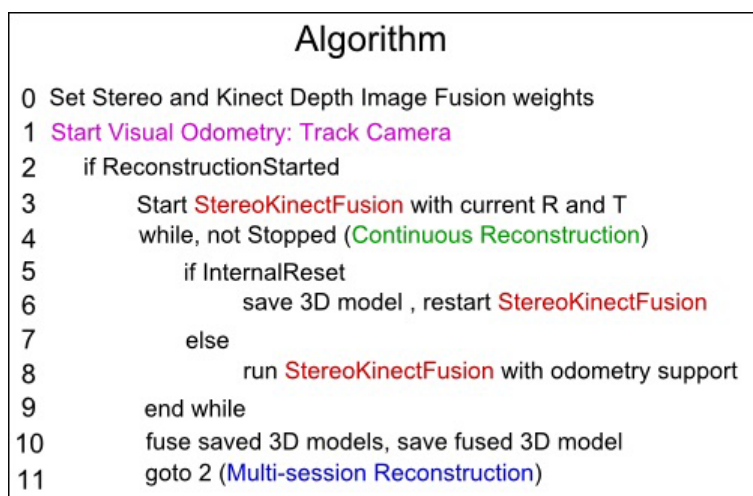 Algorithm
0 Set Stereo and Kinect Depth Image Fusion weights
1 Start Visual Odometry: Track Camera
2 if ReconstructionStarted
3 Start StereoKinectFusion with current R and T
4 while, not Stopped (Continuous Reconstruction)
5 if InternalReset
6 save 3D model , restart StereoKinectFusion
7 else
8 run StereoKinectFusion with odometry support
9 end while
10 fuse saved 3D models, save fused 3D model
11 goto 2 (Multi-session Reconstruction)